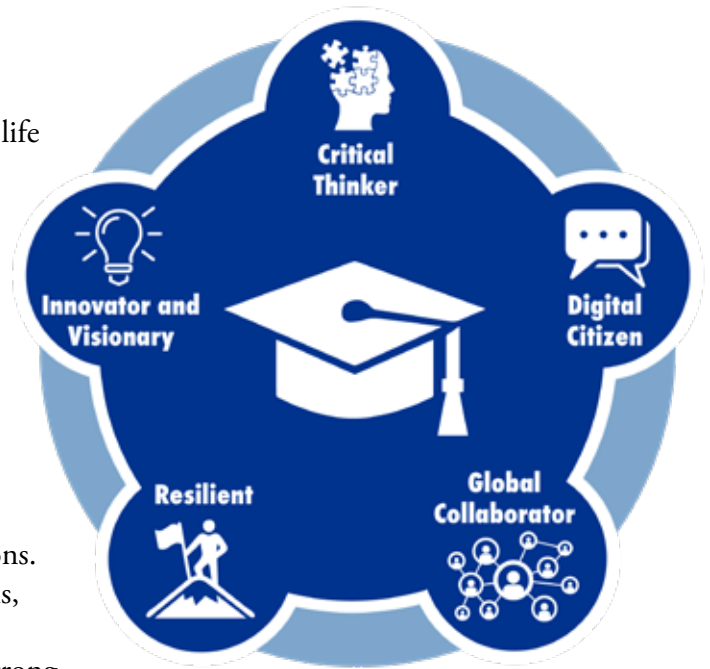 life
Critical
Thinker
Innovator and
Visionary
Digital
Citizen
Resilient
Global
Collaborator
ons.
s,